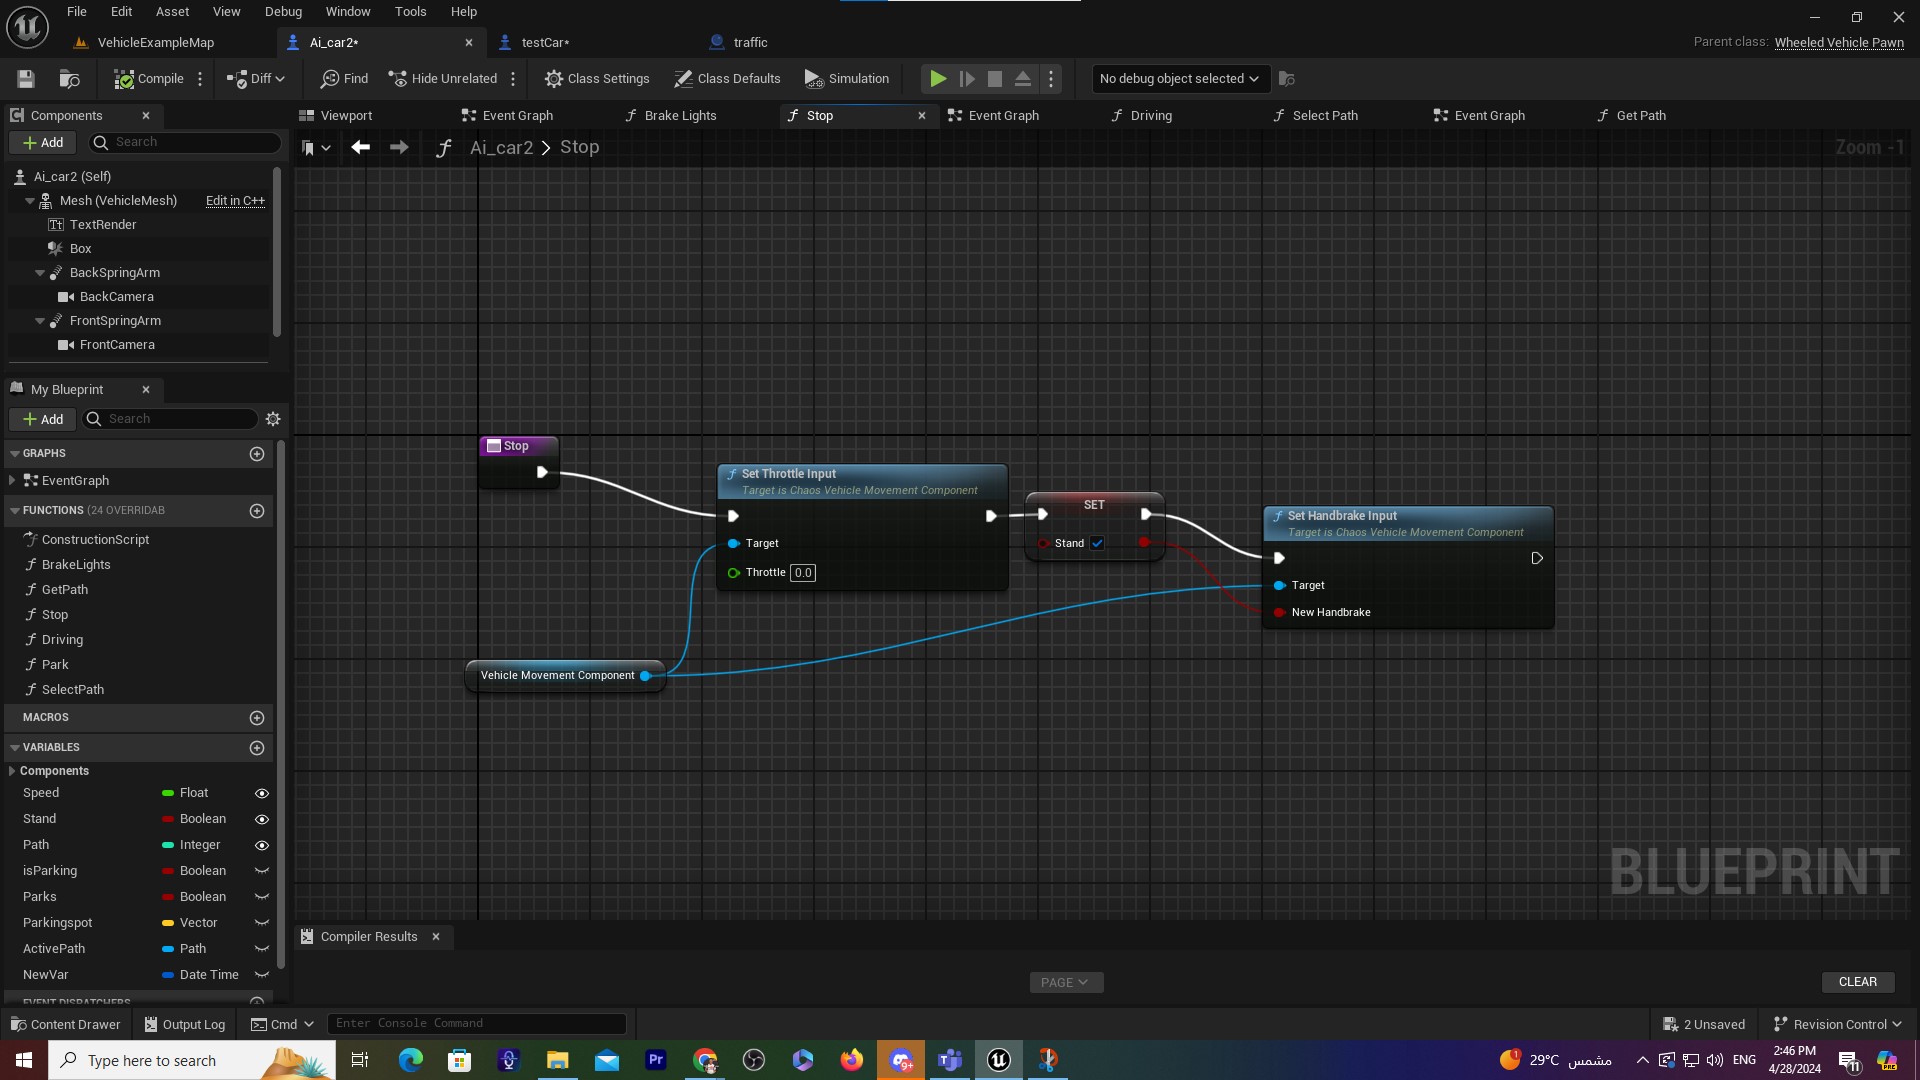 File Edit Asset View Debug Window Tools Help
VehicleExampleMap Ai_car2* testCar* traffic
Parent class: Wheeled Vehicle Pawn
Compile Diff Find Hide Unrelated Class Settings Class Defaults Simulation No debug object selected
Components Viewport Event Graph Brake Lights Stop Event Graph Driving Select Path Event Graph Get Path
Add Search
Ai_car2 > Stop
Zoom -1
Ai_car2 (Self)
Mesh (VehicleMesh) Edit in C++
TextRender
Box
BackSpringArm
BackCamera
FrontSpringArm
FrontCamera
My Blueprint
Add Search
GRAPHS
EventGraph
FUNCTIONS (24 OVERRIDAB
ConstructionScript
BrakeLights
GetPath
Stop
Driving
Park
SelectPath
MACROS
VARIABLES
Components
Speed Float
Stand Boolean
Path Integer
isParking Boolean
Parks Boolean
Parkingspot Vector
ActivePath Path
NewVar Date Time
EVENT DISPATCHERS
Stop
Set Throttle Input
Target is Chaos Vehicle Movement Component
Target
Throttle 0.0
SET
Stand
Set Handbrake Input
Target is Chaos Vehicle Movement Component
Target
New Handbrake
Vehicle Movement Component
BLUEPRINT
Compiler Results
PAGE CLEAR
Content Drawer Output Log Cmd Enter Console Command 2 Unsaved Revision Control
Type here to search
Pr
9+
1
29°C مشمس
ENG
2:46 PM
4/28/2024
11
PRE